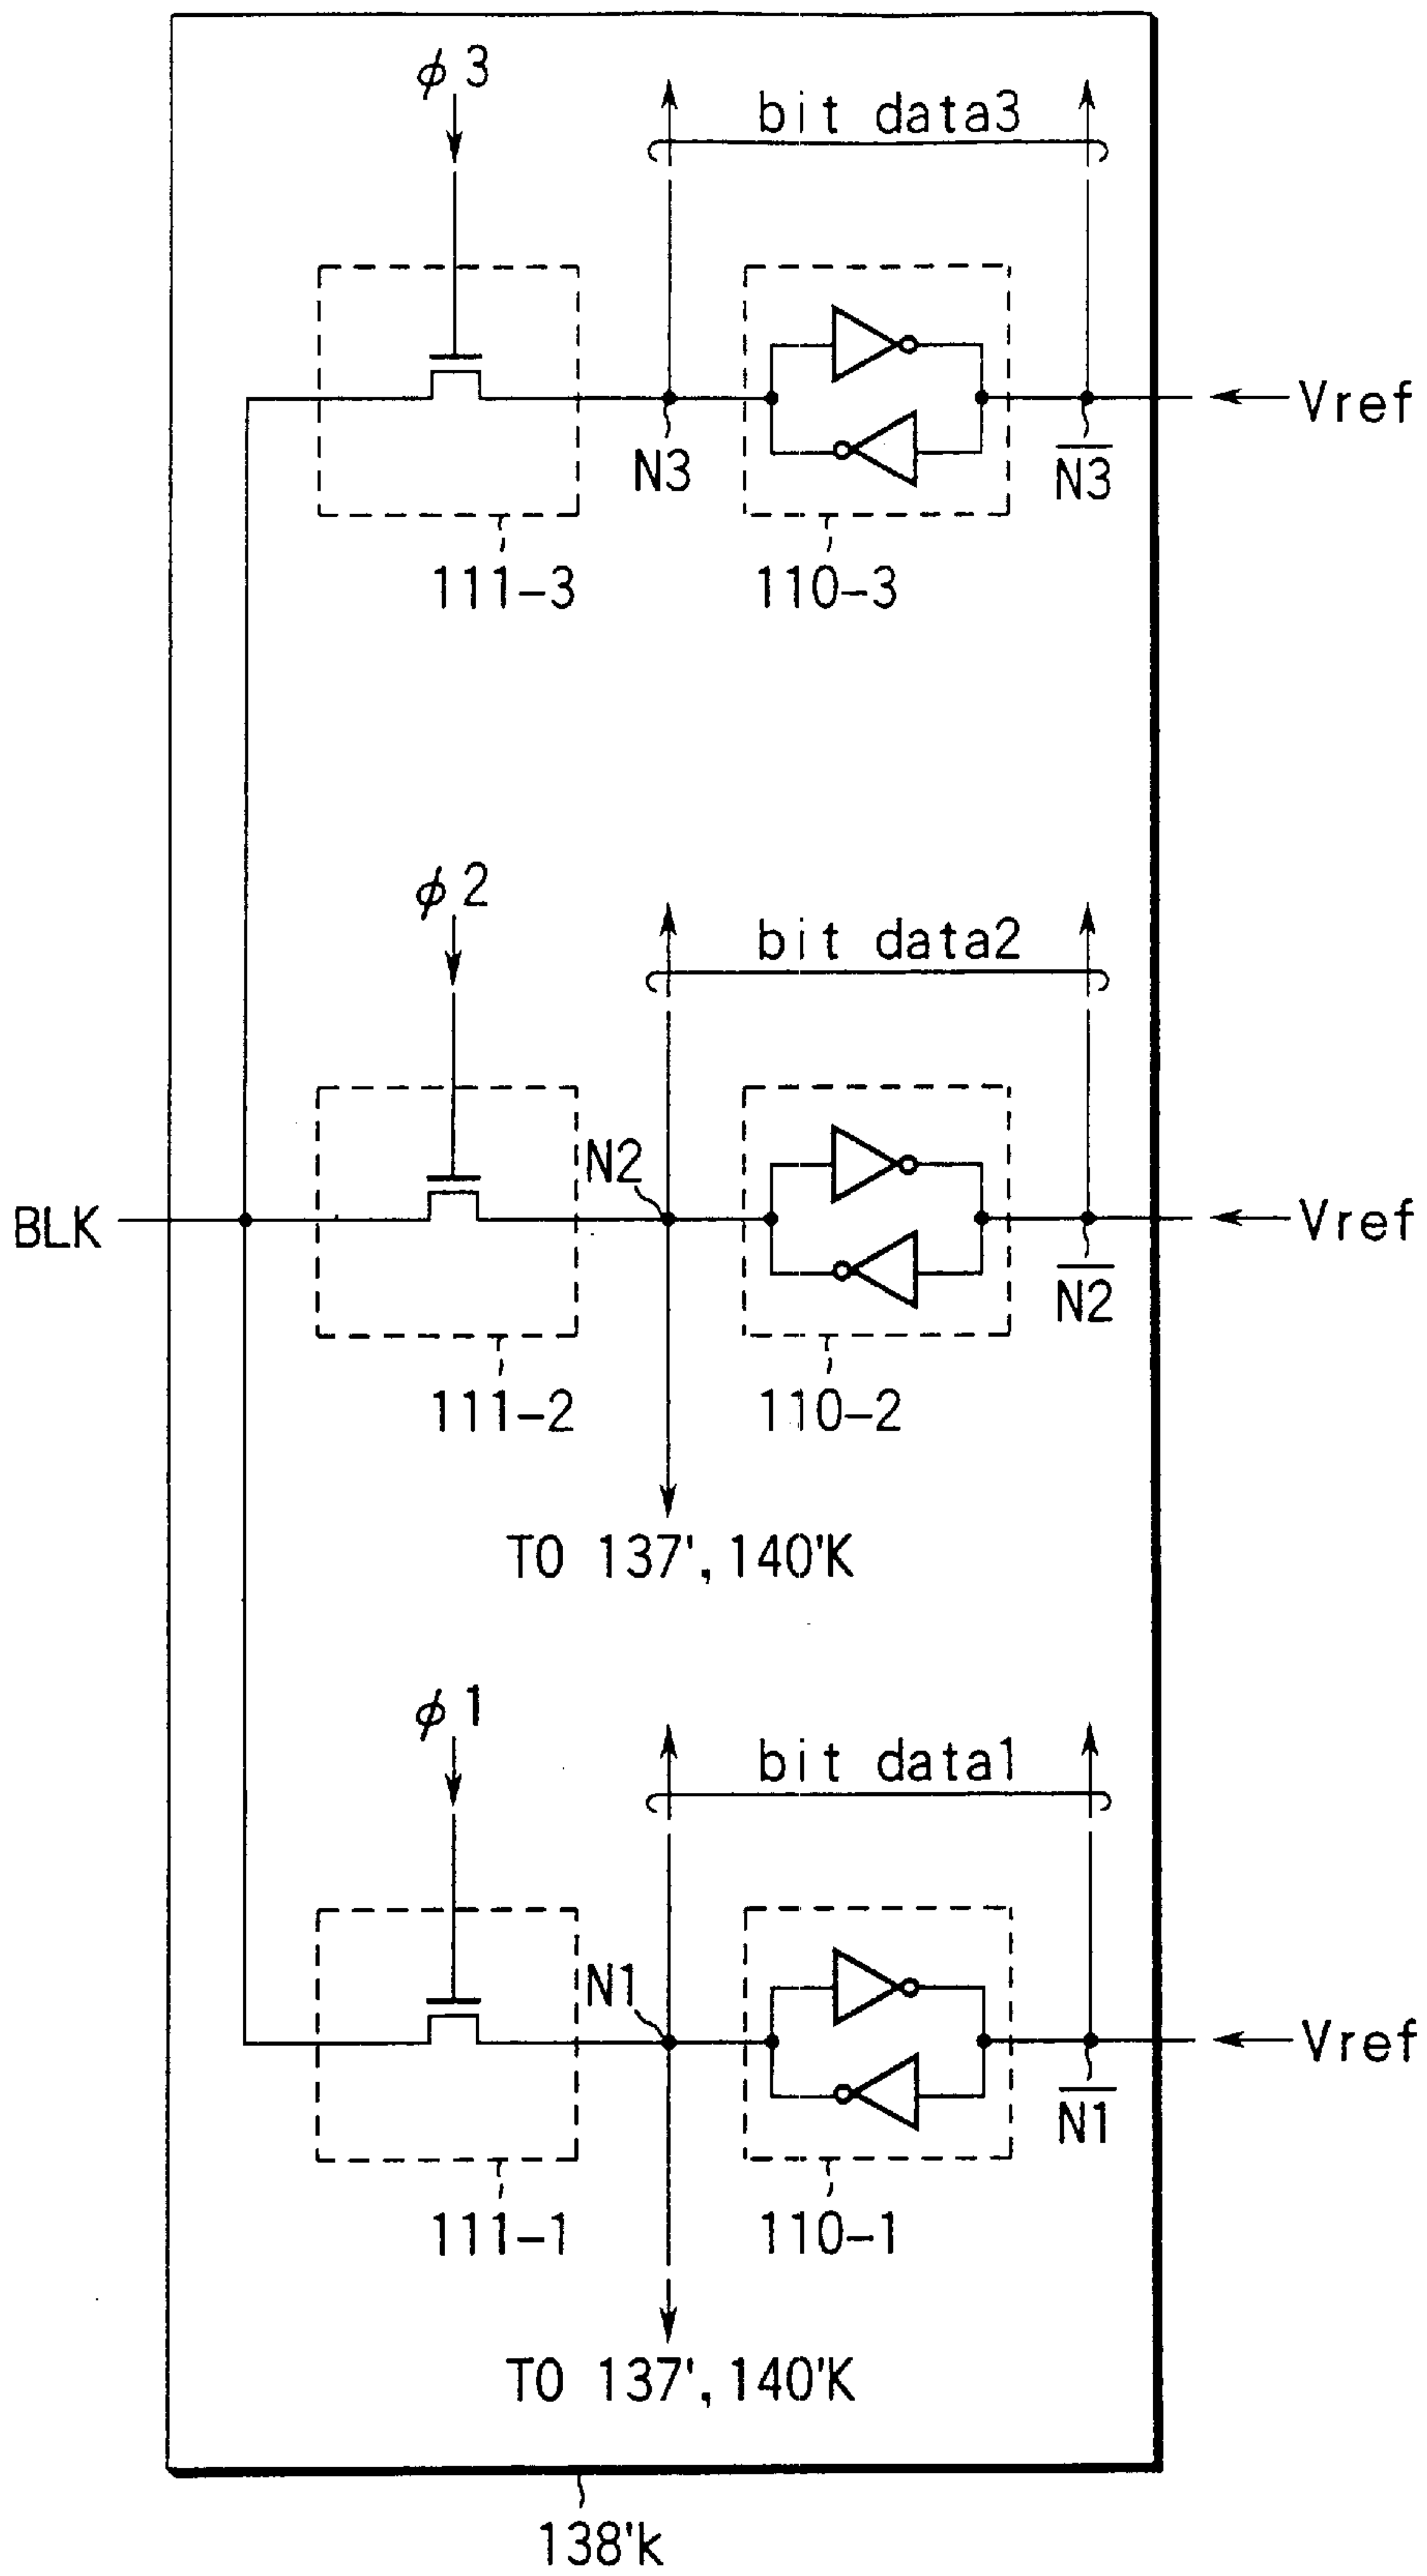 φ3
bit data3
Vref
N3
N3
111-3
110-3
φ2
bit data2
N2
BLK
Vref
N2
111-2
110-2
TO 137', 140'K
φ1
bit data1
N1
Vref
N1
111-1
110-1
TO 137', 140'K
138'k